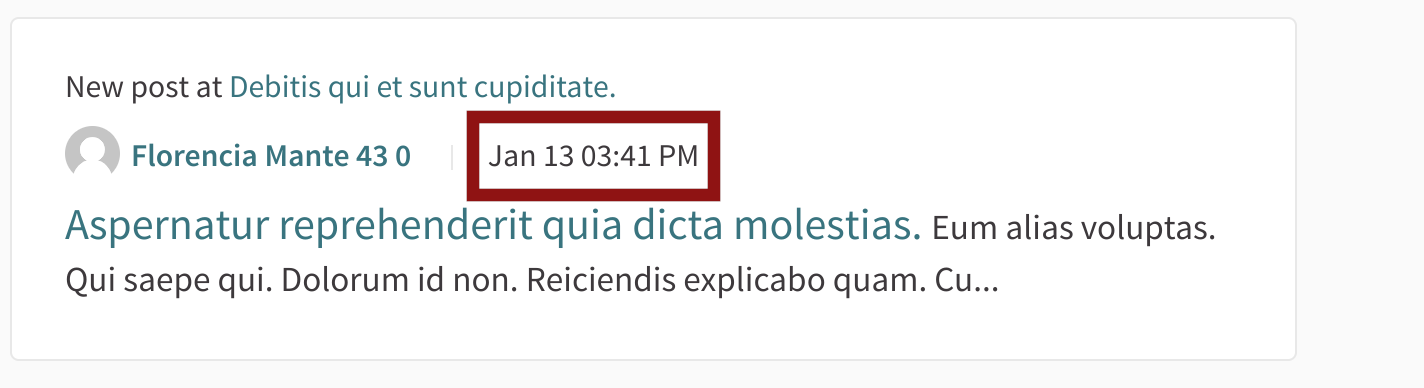 New post at Debitis qui et sunt cupiditate.
Florencia Mante 43 0 Jan 13 03:41 PM
Aspernatur reprehenderit quia dicta molestias. Eum alias voluptas.
Qui saepe qui. Dolorum id non. Reiciendis explicabo quam. Cu...